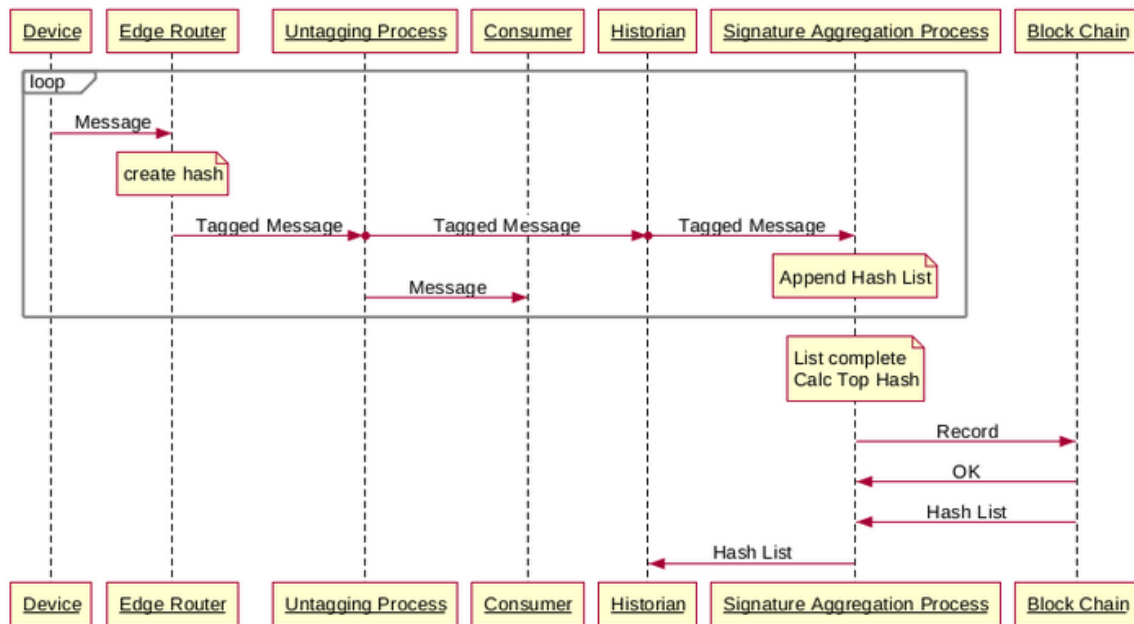 Device Edge Router Untagging Process Consumer Historian Signature Aggregation Process Block Chain
loop
Message
create hash
Tagged Message Tagged Message Tagged Message
Append Hash List
Message
List complete
Calc Top Hash
Record
OK
Hash List
Hash List
Device Edge Router Untagging Process Consumer Historian Signature Aggregation Process Block Chain